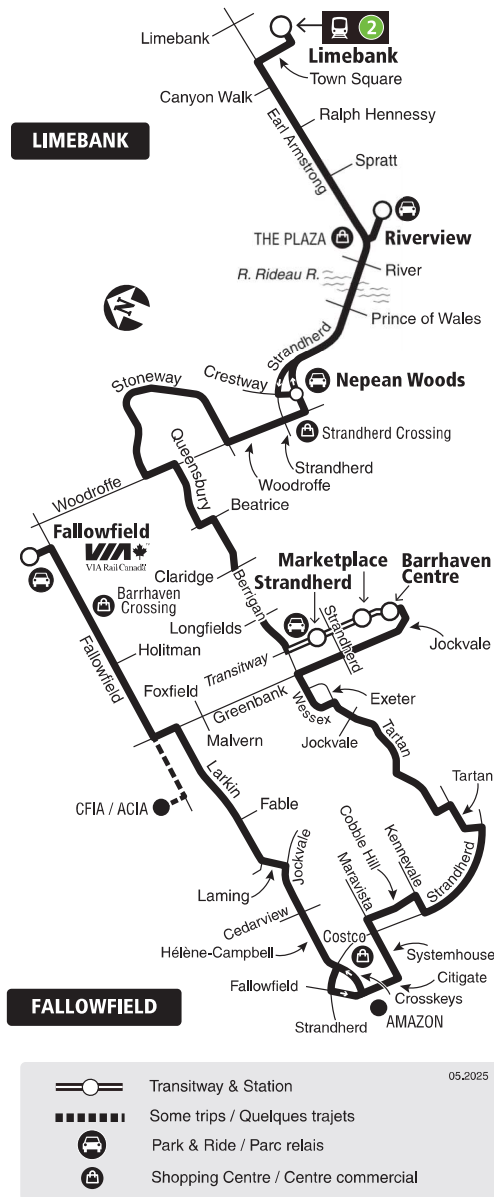 Limebank
2
Limebank
Town Square
Canyon Walk
Earl Armstrong
Ralph Hennessy
LIMEBANK
Spratt
THE PLAZA
Riverview
R. Rideau R.
River
N
Prince of Wales
Strandherd
Stoneway
Crestway
Nepean Woods
Queensbury
Strandherd Crossing
Strandherd
Woodroffe
Woodroffe
Beatrice
Fallowfield
VIA
VIA Rail Canada
Claridge
Berrigan
Marketplace
Barrhaven
Centre
Strandherd
Barrhaven
Crossing
Longfields
Strandherd
Jockvale
Transitway
Holitman
Fallowfield
Foxfield
Greenbank
Exeter
Wessex
Malvern
Jockvale
Tartan
Larkin
Tartan
CFIA / ACIA
Fable
Cobble Hill
Kennevale
Jockvale
Maravista
Strandherd
Laming
Cedarview
Costco
Hélène-Campbell
Systemhouse
Citigate
Fallowfield
Crosskeys
FALLOWFIELD
AMAZON
Strandherd
05.2025
Transitway & Station
Some trips / Quelques trajets
Park & Ride / Parc relais
Shopping Centre / Centre commercial